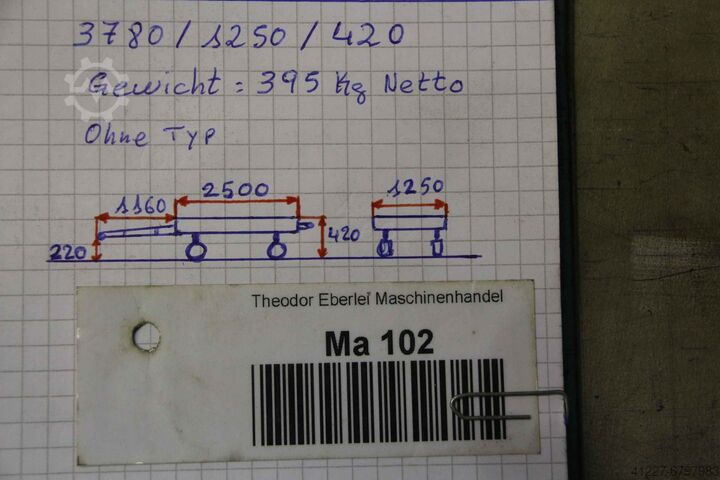 3780 / 1250 / 420
Gewicht = 395 Kg Netto
Ohne Typ
1160
2500
1250
220
420
Theodor Eberlei Maschinenhandel
Ma 102
41227-6797983